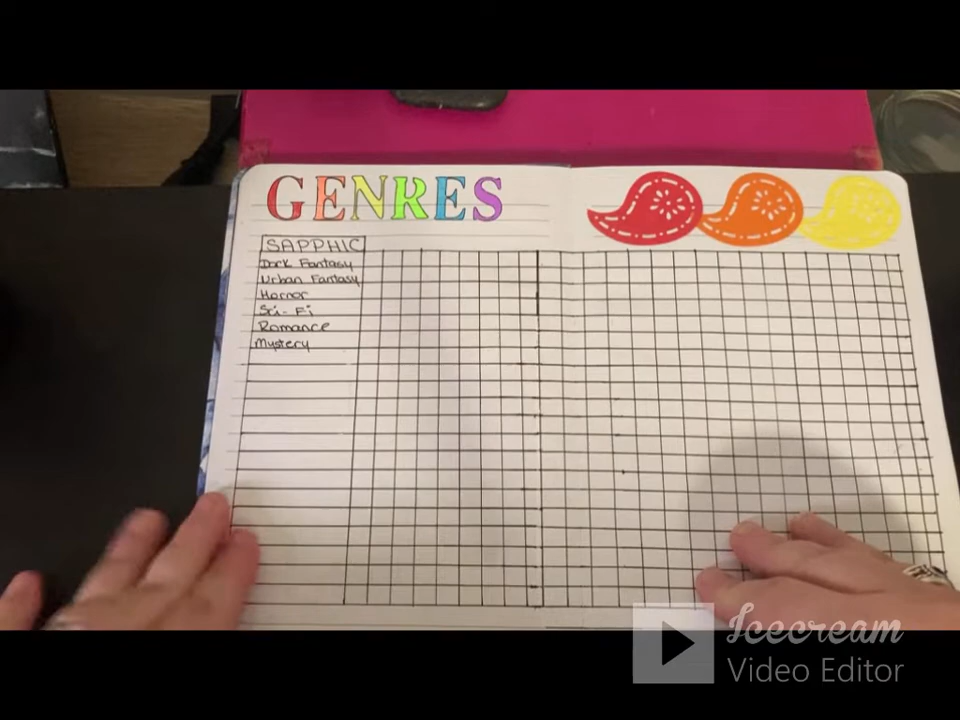 GENRES
SAPPHIC
Dark Fantasy
Urban Fantasy
Horror
Sci-Fi
Romance
Mystery
Icecream
Video Editor